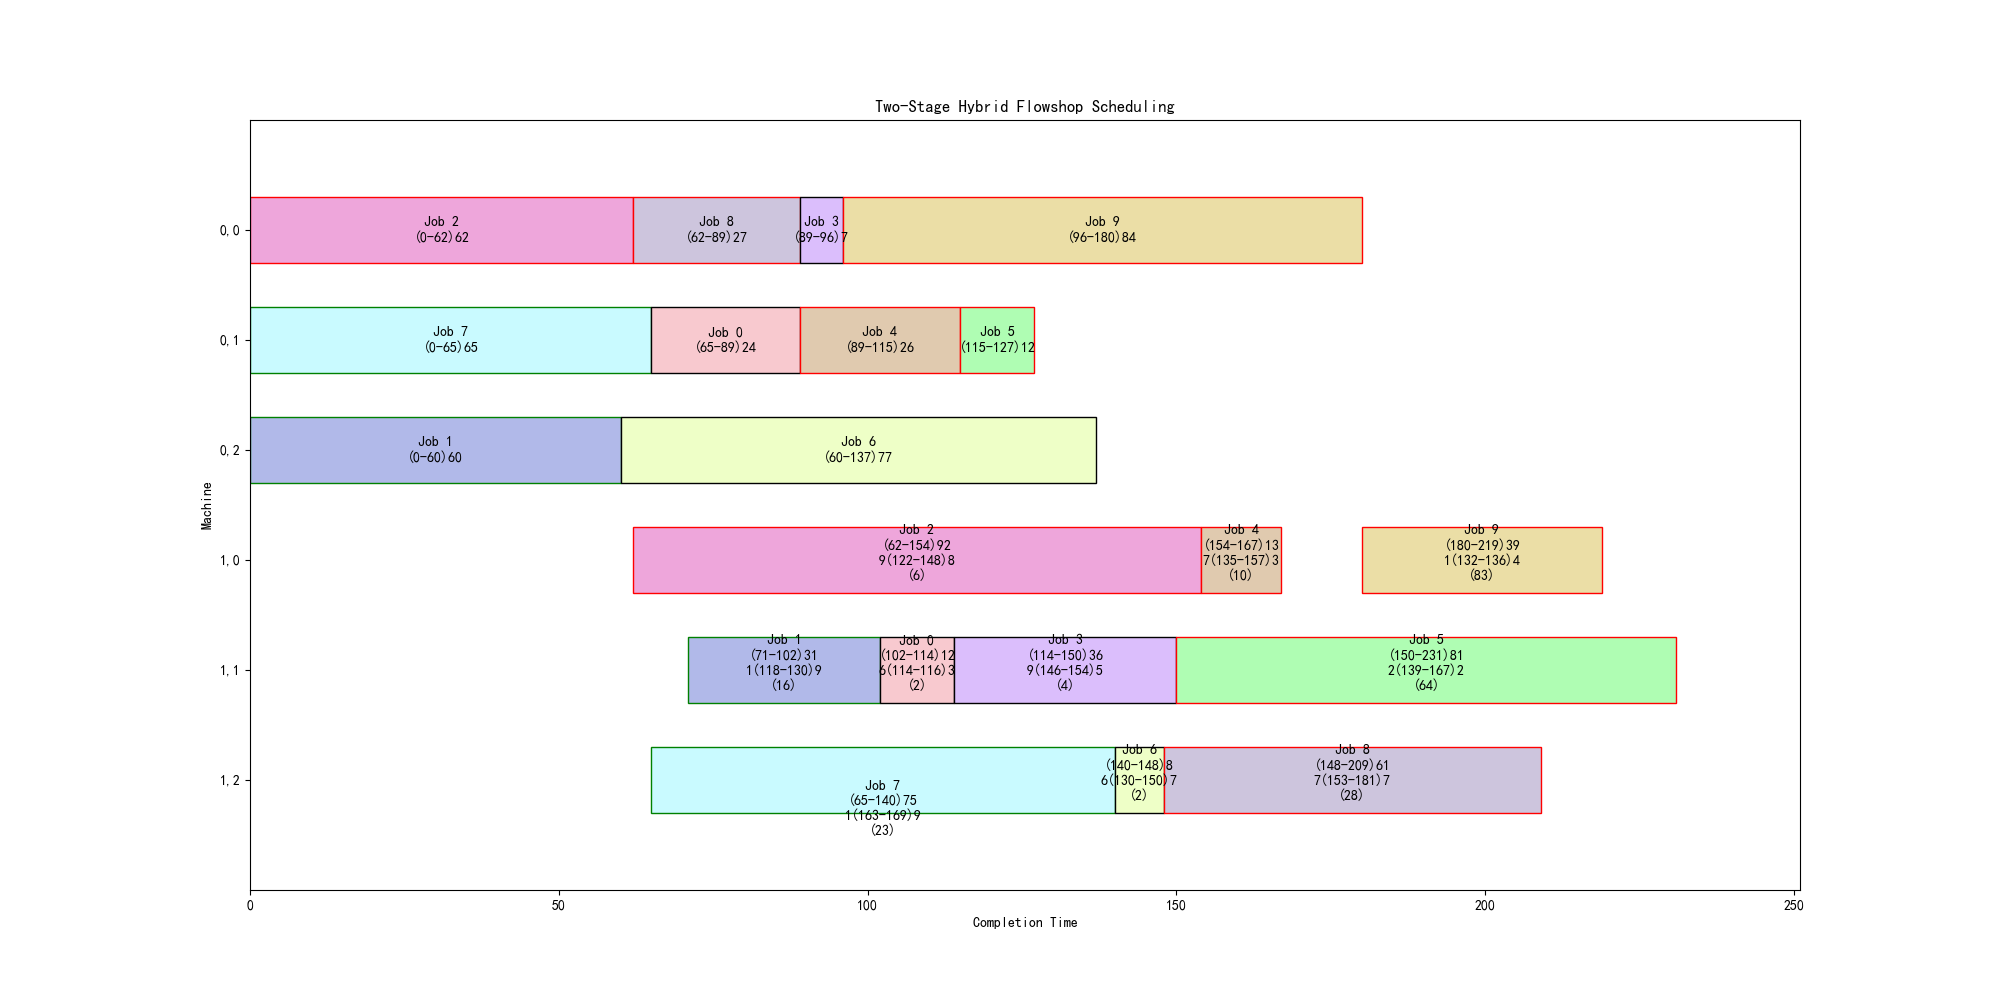 Two-Stage Hybrid Flowshop Scheduling
0,0
Job 2
(0-62)62
Job 8
(62-89)27
Job 3
(89-96)7
Job 9
(96-180)84
0,1
Job 7
(0-65)65
Job 0
(65-89)24
Job 4
(89-115)26
Job 5
(115-127)12
0,2
Job 1
(0-60)60
Job 6
(60-137)77
Machine
1,0
Job 2
(62-154)92
9(122-148)8
(6)
Job 4
(154-167)13
7(135-157)3
(10)
Job 9
(180-219)39
1(132-136)4
(83)
1,1
Job 1
(71-102)31
1(118-130)9
(16)
Job 0
(102-114)12
6(114-116)3
(2)
Job 3
(114-150)36
9(146-154)5
(4)
Job 5
(150-231)81
2(139-167)2
(64)
1,2
Job 7
(65-140)75
1(163-169)9
(23)
Job 6
(140-148)8
6(130-150)7
(2)
Job 8
(148-209)61
7(153-181)7
(28)
0 50 100 150 200 250
Completion Time